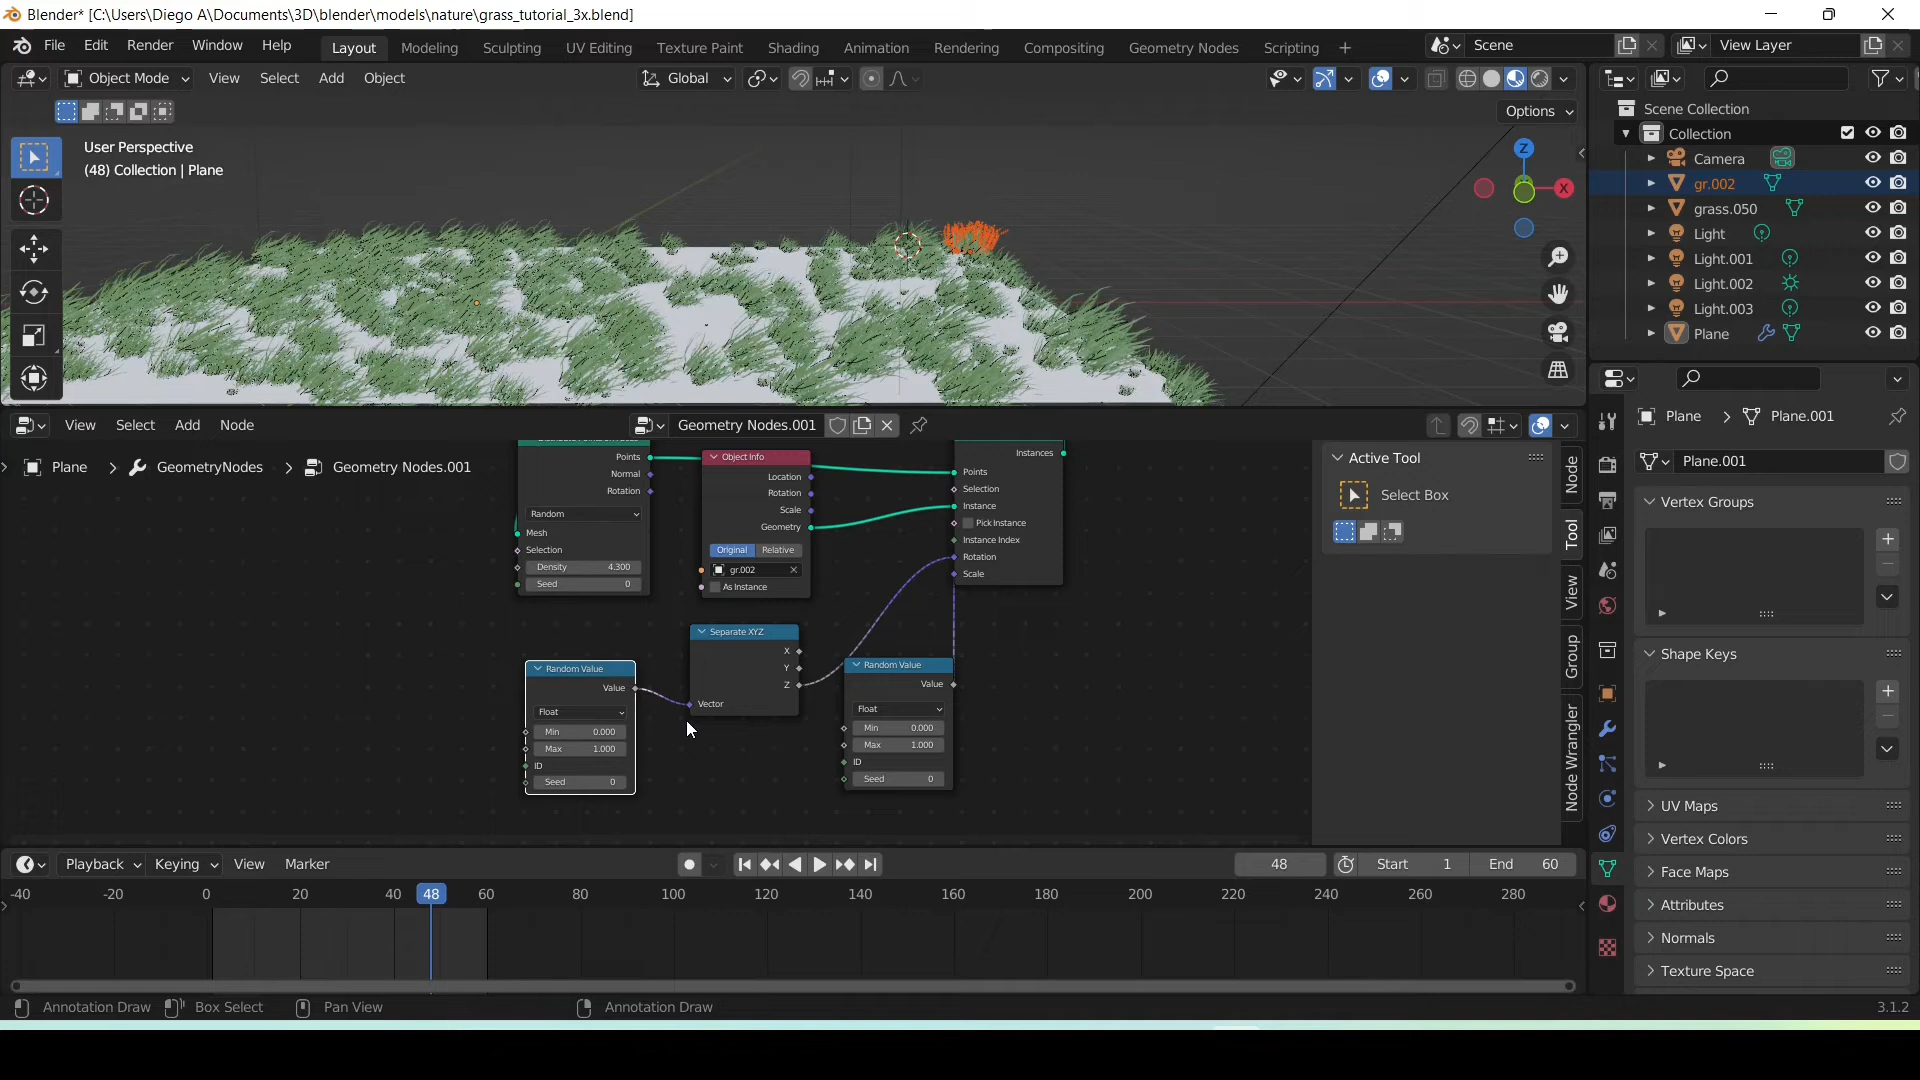 Blender* [C:\Users\Diego A\Documents\3D\blender\models\nature\grass_tutorial_3x.blend]
File Edit Render Window Help Layout Modeling Sculpting UV Editing Texture Paint Shading Animation Rendering Compositing Geometry Nodes Scripting + Scene View Layer
Object Mode View Select Add Object Global
Options
User Perspective
(48) Collection | Plane
Z
X
Scene Collection
Collection
Camera
gr.002
grass.050
Light
Light.001
Light.002
Light.003
Plane
View Select Add Node Geometry Nodes.001
Plane > GeometryNodes > Geometry Nodes.001
Points
Normal
Rotation
Random
Mesh
Selection
Density 4.300
Seed 0
Object Info
Location
Rotation
Scale
Geometry
Original Relative
gr.002
As Instance
Instances
Points
Selection
Instance
Pick Instance
Instance Index
Rotation
Scale
Random Value
Value
Float
Min 0.000
Max 1.000
ID
Seed 0
Separate XYZ
X
Y
Z
Vector
Random Value
Value
Float
Min 0.000
Max 1.000
ID
Seed 0
Active Tool
Select Box
Node
Tool
View
Group
Node Wrangler
Plane > Plane.001
Plane.001
Vertex Groups
Shape Keys
UV Maps
Vertex Colors
Face Maps
Attributes
Normals
Texture Space
Playback Keying View Marker 48 Start 1 End 60
-40 -20 0 20 40 48 60 80 100 120 140 160 180 200 220 240 260 280
Annotation Draw Box Select Pan View Annotation Draw 3.1.2